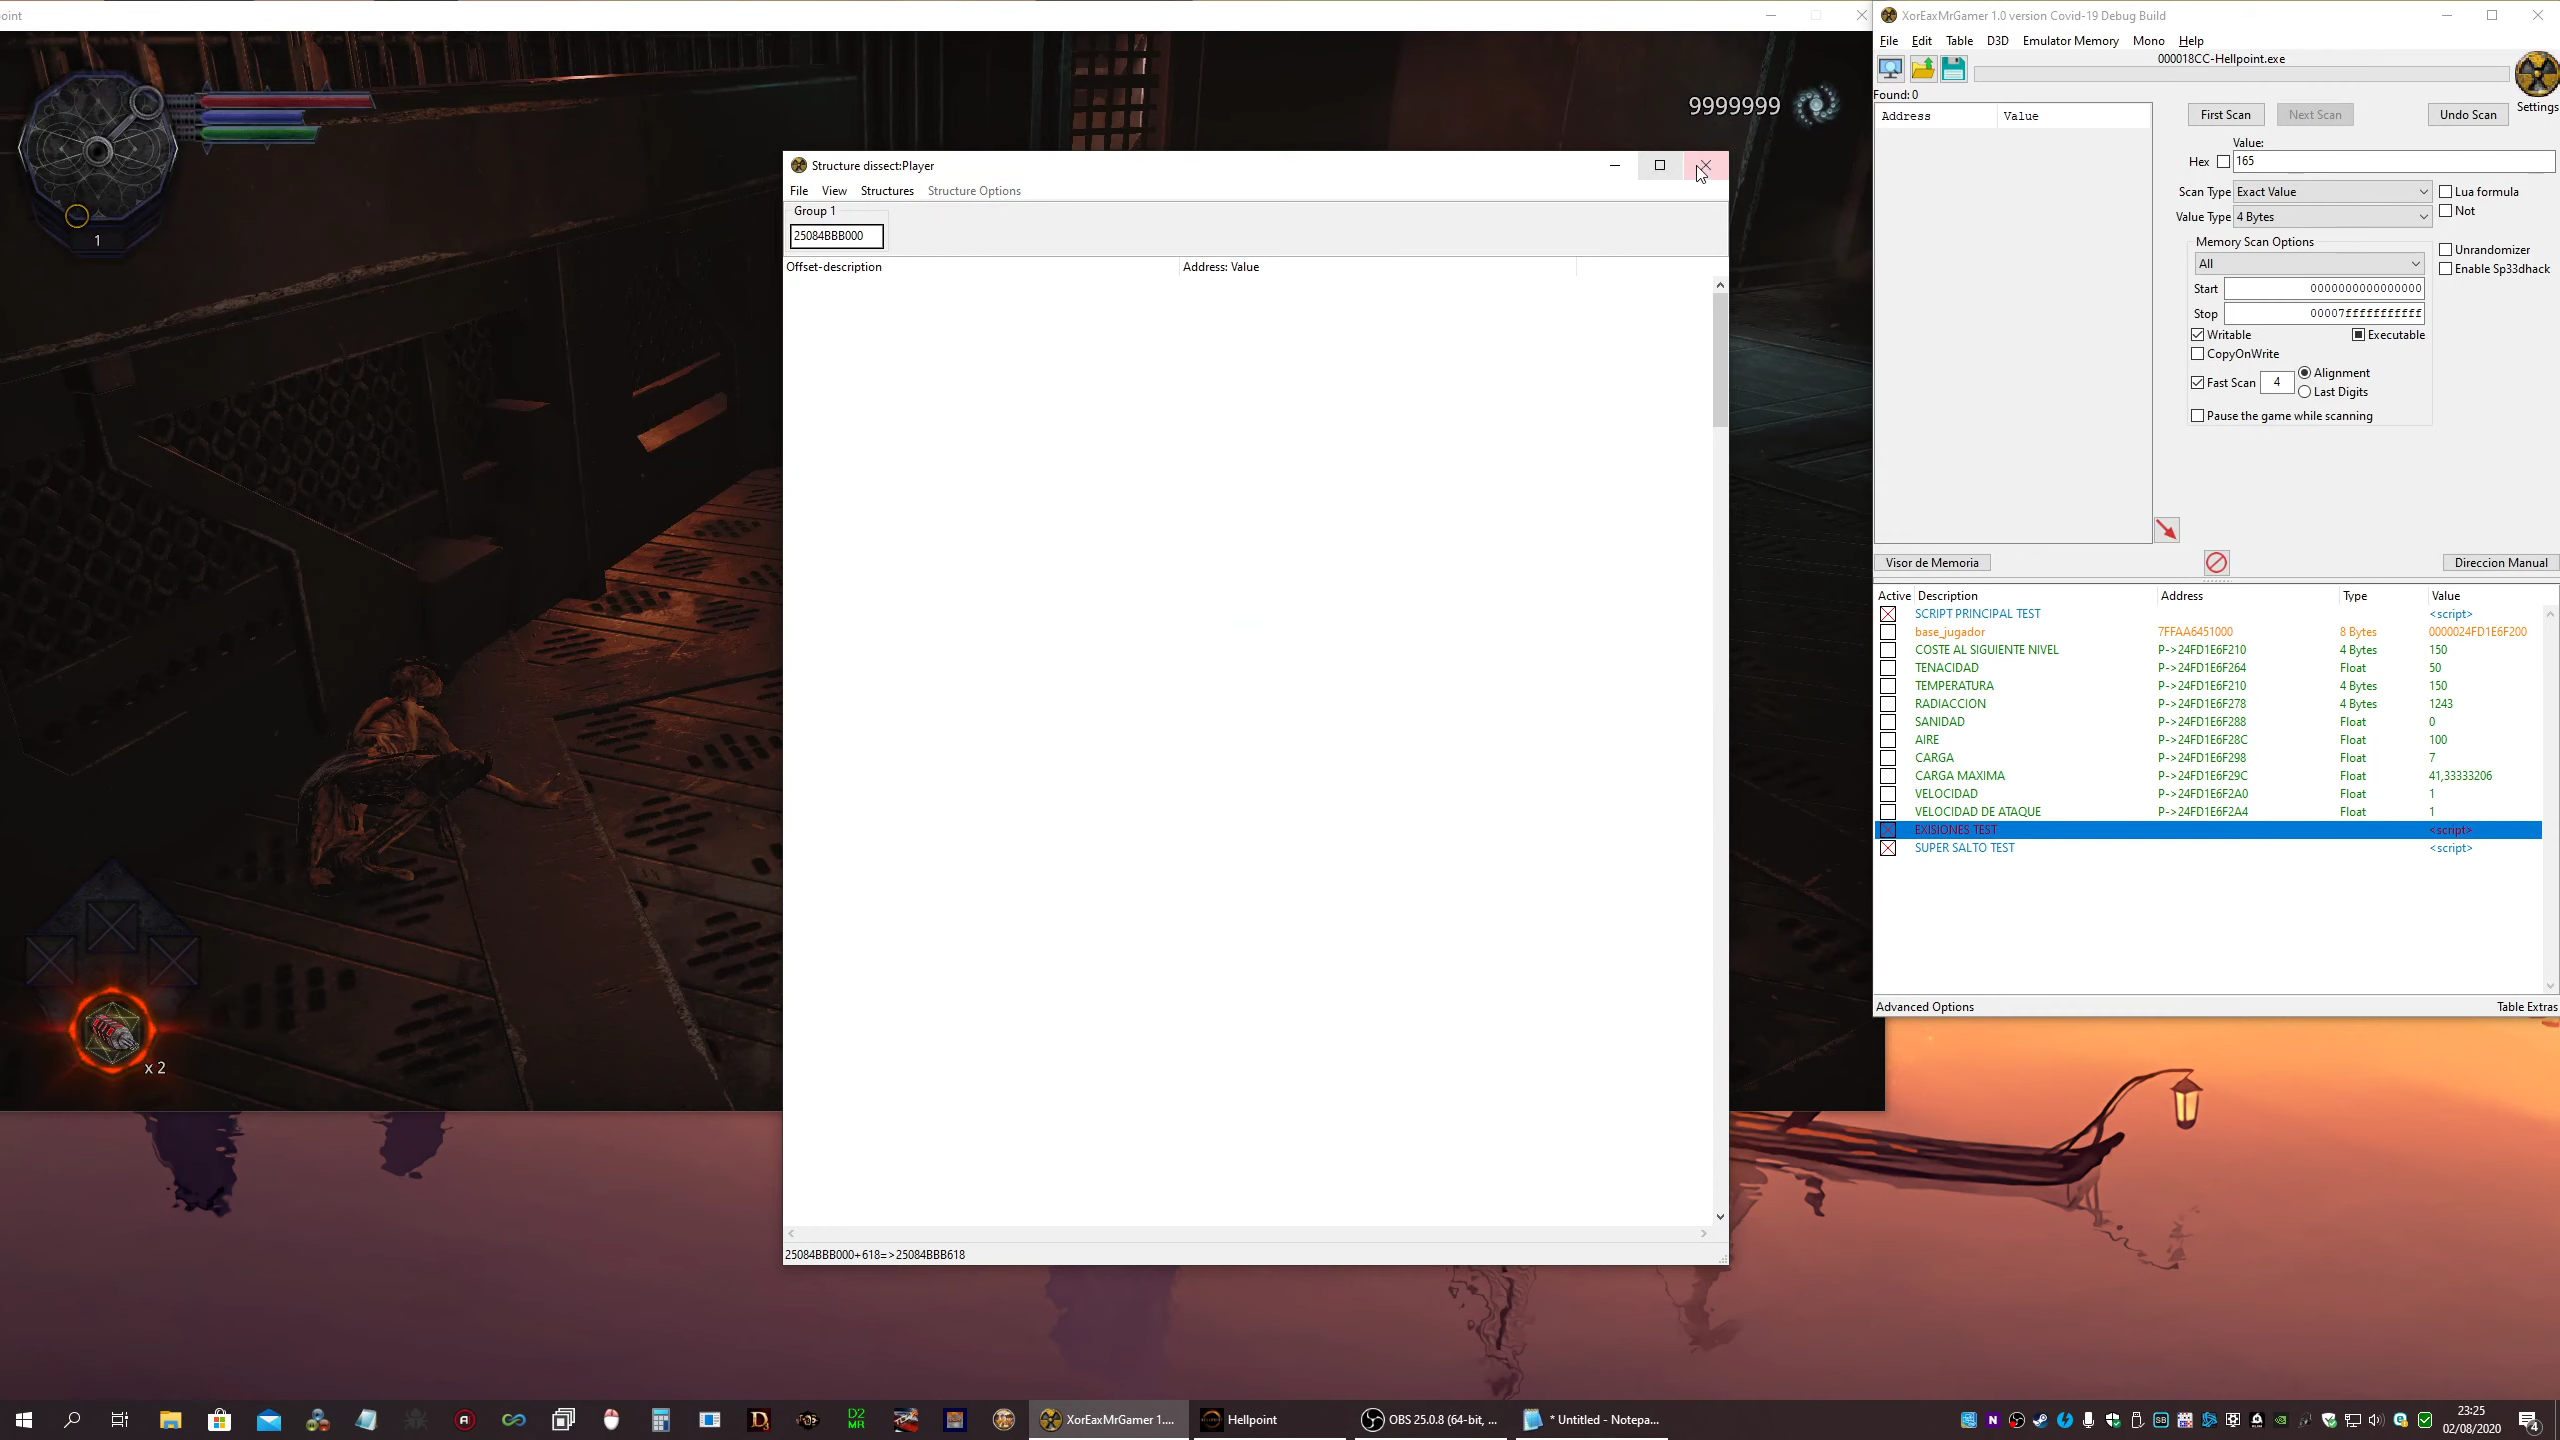 oint
XorEaxMrGamer 1.0 version Covid-19 Debug Build
File Edit Table D3D Emulator Memory Mono Help
000018CC-Hellpoint.exe
Found: 0
Settings
Address Value
First Scan Next Scan Undo Scan
Value:
Hex 165
Scan Type Exact Value Lua formula
Not
Value Type 4 Bytes
Memory Scan Options
Unrandomizer
All
Enable Sp33dhack
Start 0000000000000000
Stop 00007fffffffffff
Writable Executable
CopyOnWrite
Fast Scan 4 Alignment
Last Digits
Pause the game while scanning
Visor de Memoria Direccion Manual
Active Description Address Type Value
SCRIPT PRINCIPAL TEST <script>
base_jugador 7FFAA6451000 8 Bytes 0000024FD1E6F200
COSTE AL SIGUIENTE NIVEL P->24FD1E6F210 4 Bytes 150
TENACIDAD P->24FD1E6F264 Float 50
TEMPERATURA P->24FD1E6F210 4 Bytes 150
RADIACCION P->24FD1E6F278 4 Bytes 1243
SANIDAD P->24FD1E6F288 Float 0
AIRE P->24FD1E6F28C Float 100
CARGA P->24FD1E6F298 Float 7
CARGA MAXIMA P->24FD1E6F29C Float 41,33333206
VELOCIDAD P->24FD1E6F2A0 Float 1
VELOCIDAD DE ATAQUE P->24FD1E6F2A4 Float 1
EXISIONES TEST <script>
SUPER SALTO TEST <script>
Advanced Options Table Extras
9999999
1
x 2
Structure dissect:Player
File View Structures Structure Options
Group 1
25084BBB000
Offset-description Address: Value
25084BBB000+618=>25084BBB618
D2
MR
XorEaxMrGamer 1....
Hellpoint
OBS 25.0.8 (64-bit, ...
* Untitled - Notepa...
23:25
02/08/2020
4